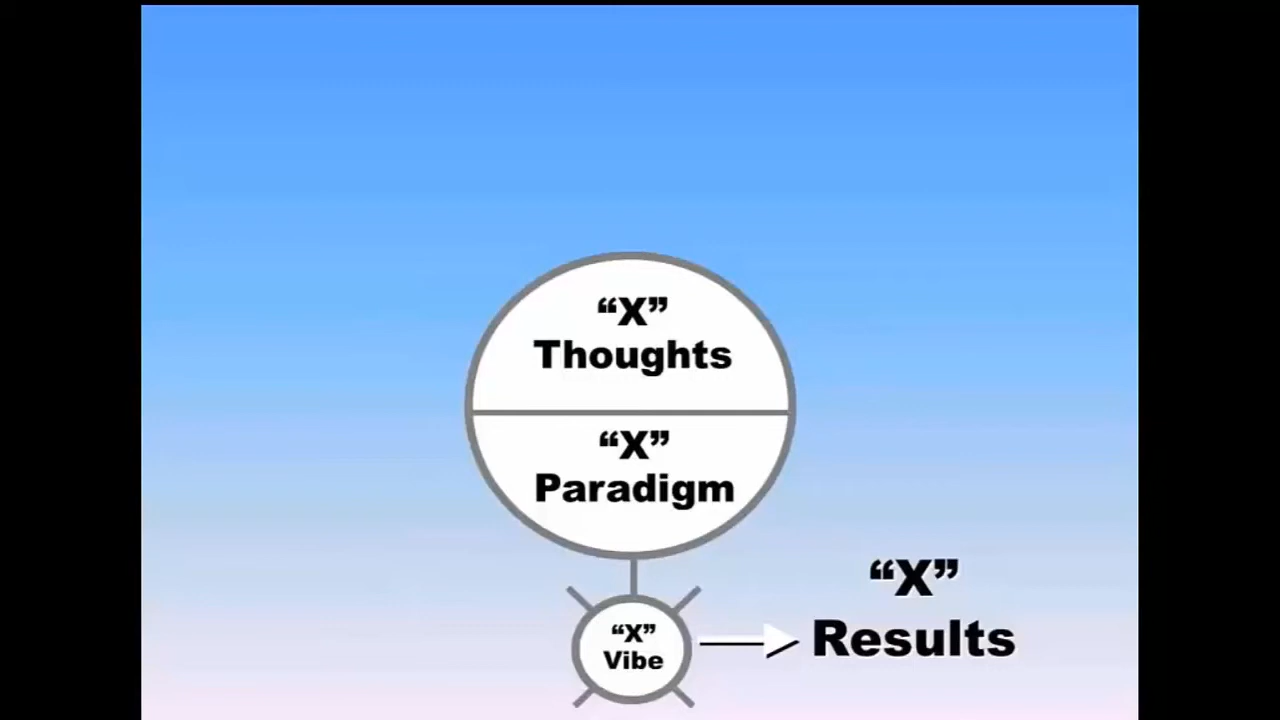 “X”
Thoughts
“X”
Paradigm
“X”
Vibe
“X”
Results